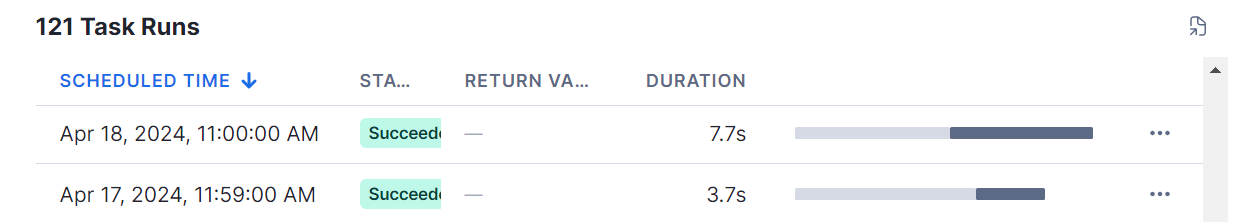 121 Task Runs
SCHEDULED TIME STA... RETURN VA... DURATION
Apr 18, 2024, 11:00:00 AM Succeede — 7.7s
Apr 17, 2024, 11:59:00 AM Succeede — 3.7s